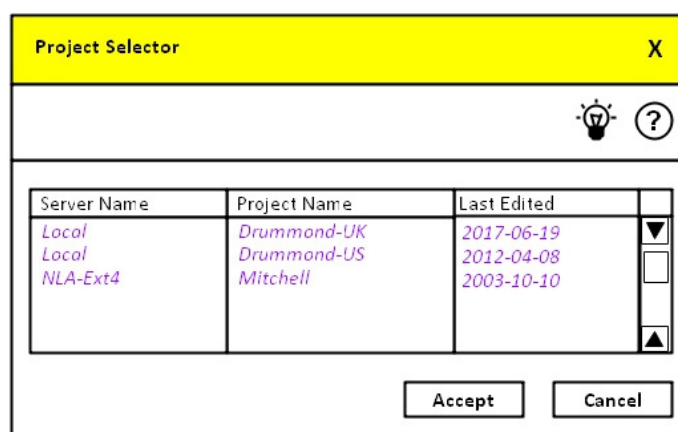 Project Selector X
?
Server Name Project Name Last Edited
Local Drummond-UK 2017-06-19
Local Drummond-US 2012-04-08
NLA-Ext4 Mitchell 2003-10-10
Accept Cancel